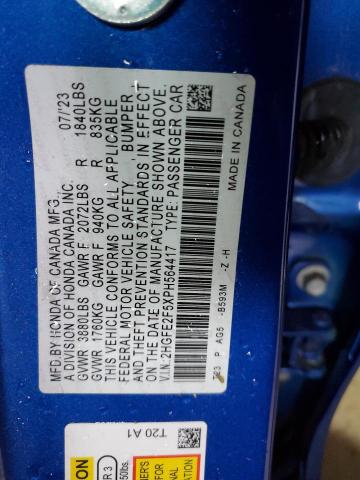 MFD.BY HONDA OF CANADA MFG. 07/'23
A DIVISION OF HONDA CANADA INC.
GVWR 3880LBS GAWR F 2072LBS R 1840LBS
GVWR 1760KG GAWR F 940KG R 835KG
THIS VEHICLE CONFORMS TO ALL APPLICABLE
FEDERAL MOTOR VEHICLE SAFETY, BUMPER,
AND THEFT PREVENTION STANDARDS IN EFFECT
ON THE DATE OF MANUFACTURE SHOWN ABOVE.
V.I.N.: 2HGFE2F5XPH564417 TYPE: PASSENGER CAR
'23 P AG5 -B593M -Z -H
MADE IN CANADA
T20 A1
R 3